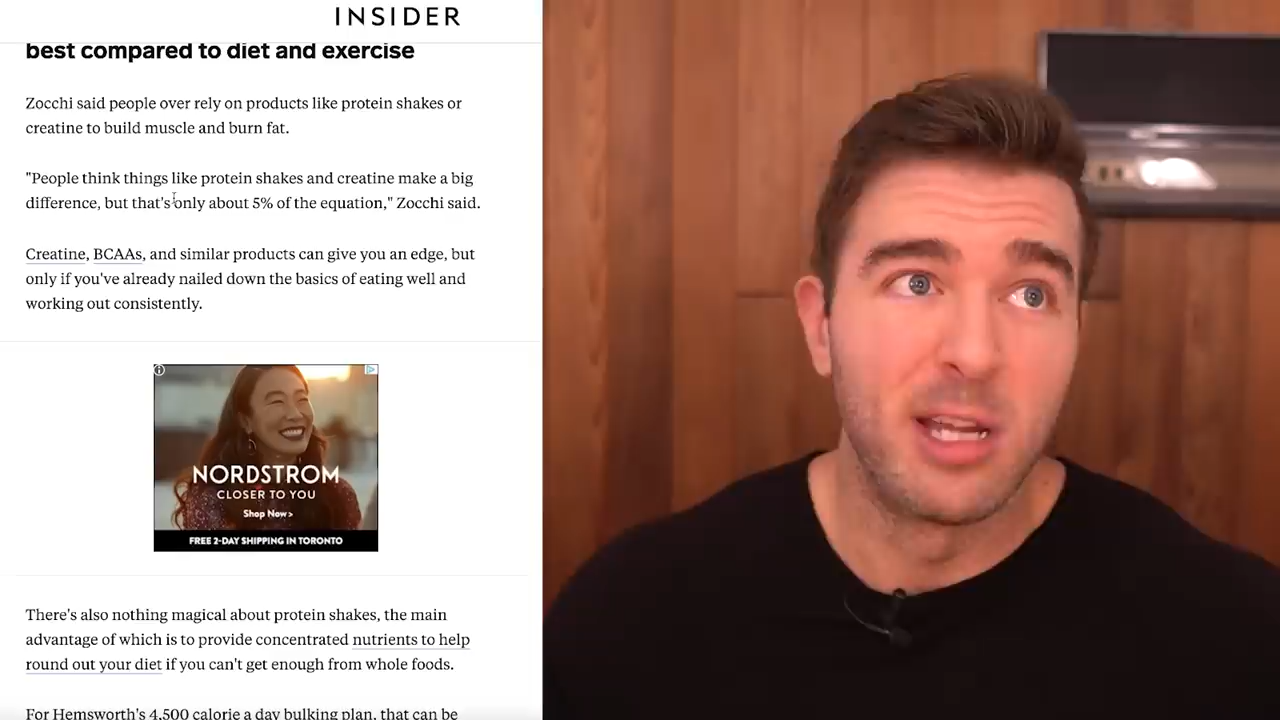 INSIDER
best compared to diet and exercise
Zocchi said people over rely on products like protein shakes or
creatine to build muscle and burn fat.
"People think things like protein shakes and creatine make a big
difference, but that's only about 5% of the equation," Zocchi said.
Creatine, BCAAs, and similar products can give you an edge, but
only if you've already nailed down the basics of eating well and
working out consistently.
NORDSTROM
CLOSER TO YOU
Shop Now >
FREE 2-DAY SHIPPING IN TORONTO
There's also nothing magical about protein shakes, the main
advantage of which is to provide concentrated nutrients to help
round out your diet if you can't get enough from whole foods.
For Hemsworth's 4,500 calorie a day bulking plan, that can be